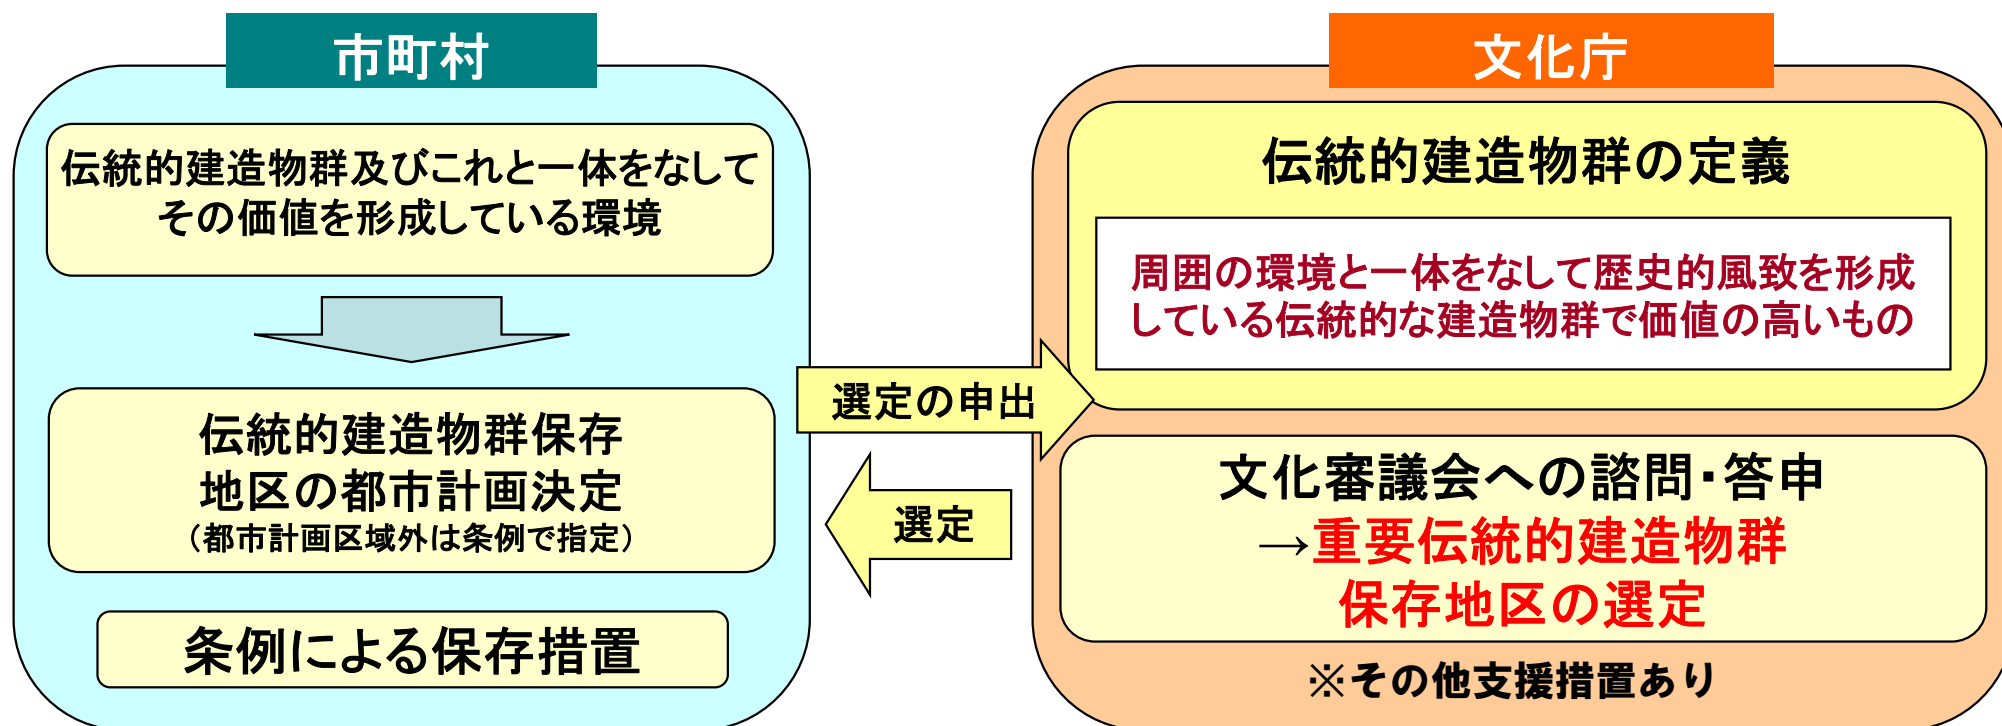 市町村
伝統的建造物群及びこれと一体をなして
その価値を形成している環境
伝統的建造物群保存
地区の都市計画決定
（都市計画区域外は条例で指定）
条例による保存措置
選定の申出
選定
文化庁
伝統的建造物群の定義
周囲の環境と一体をなして歴史的風致を形成
している伝統的な建造物群で価値の高いもの
文化審議会への諮問・答申
→重要伝統的建造物群
保存地区の選定
※その他支援措置あり